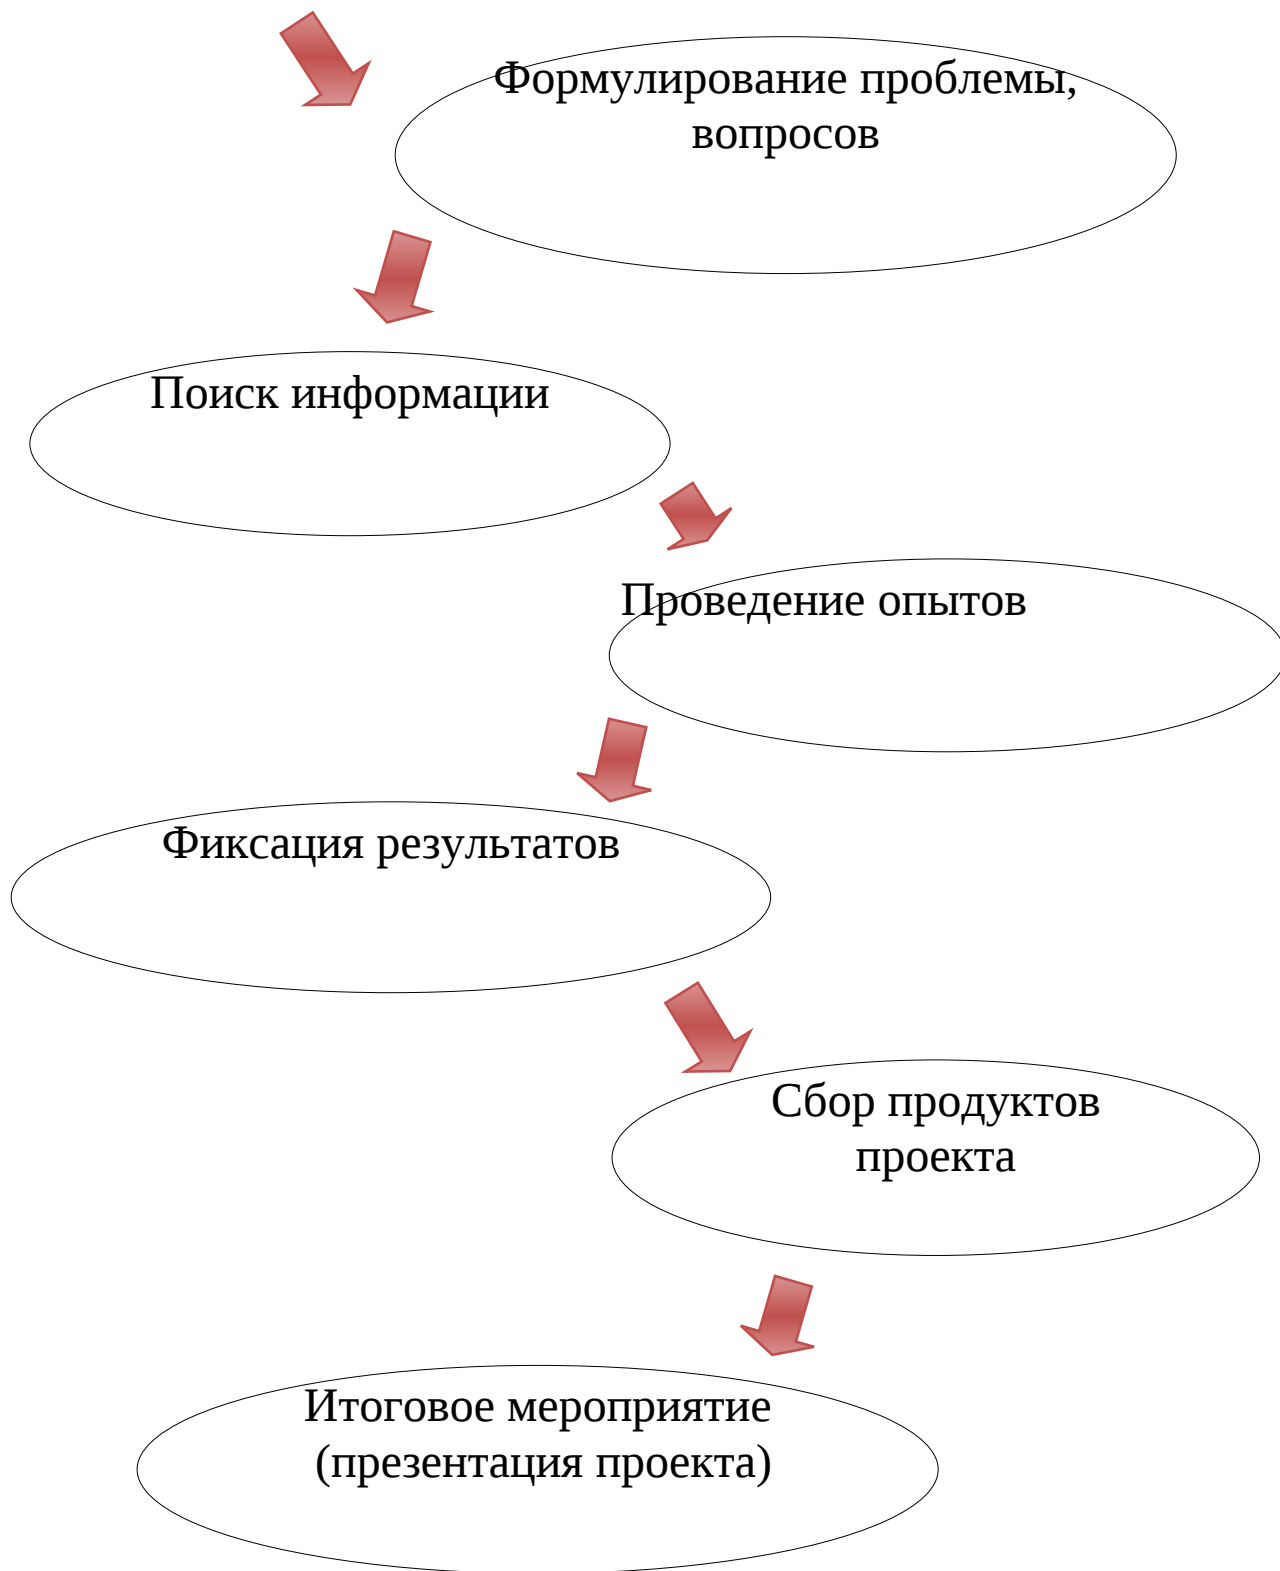 Формулирование проблемы,
вопросов
Поиск информации
Проведение опытов
Фиксация результатов
Сбор продуктов
проекта
Итоговое мероприятие
(презентация проекта)